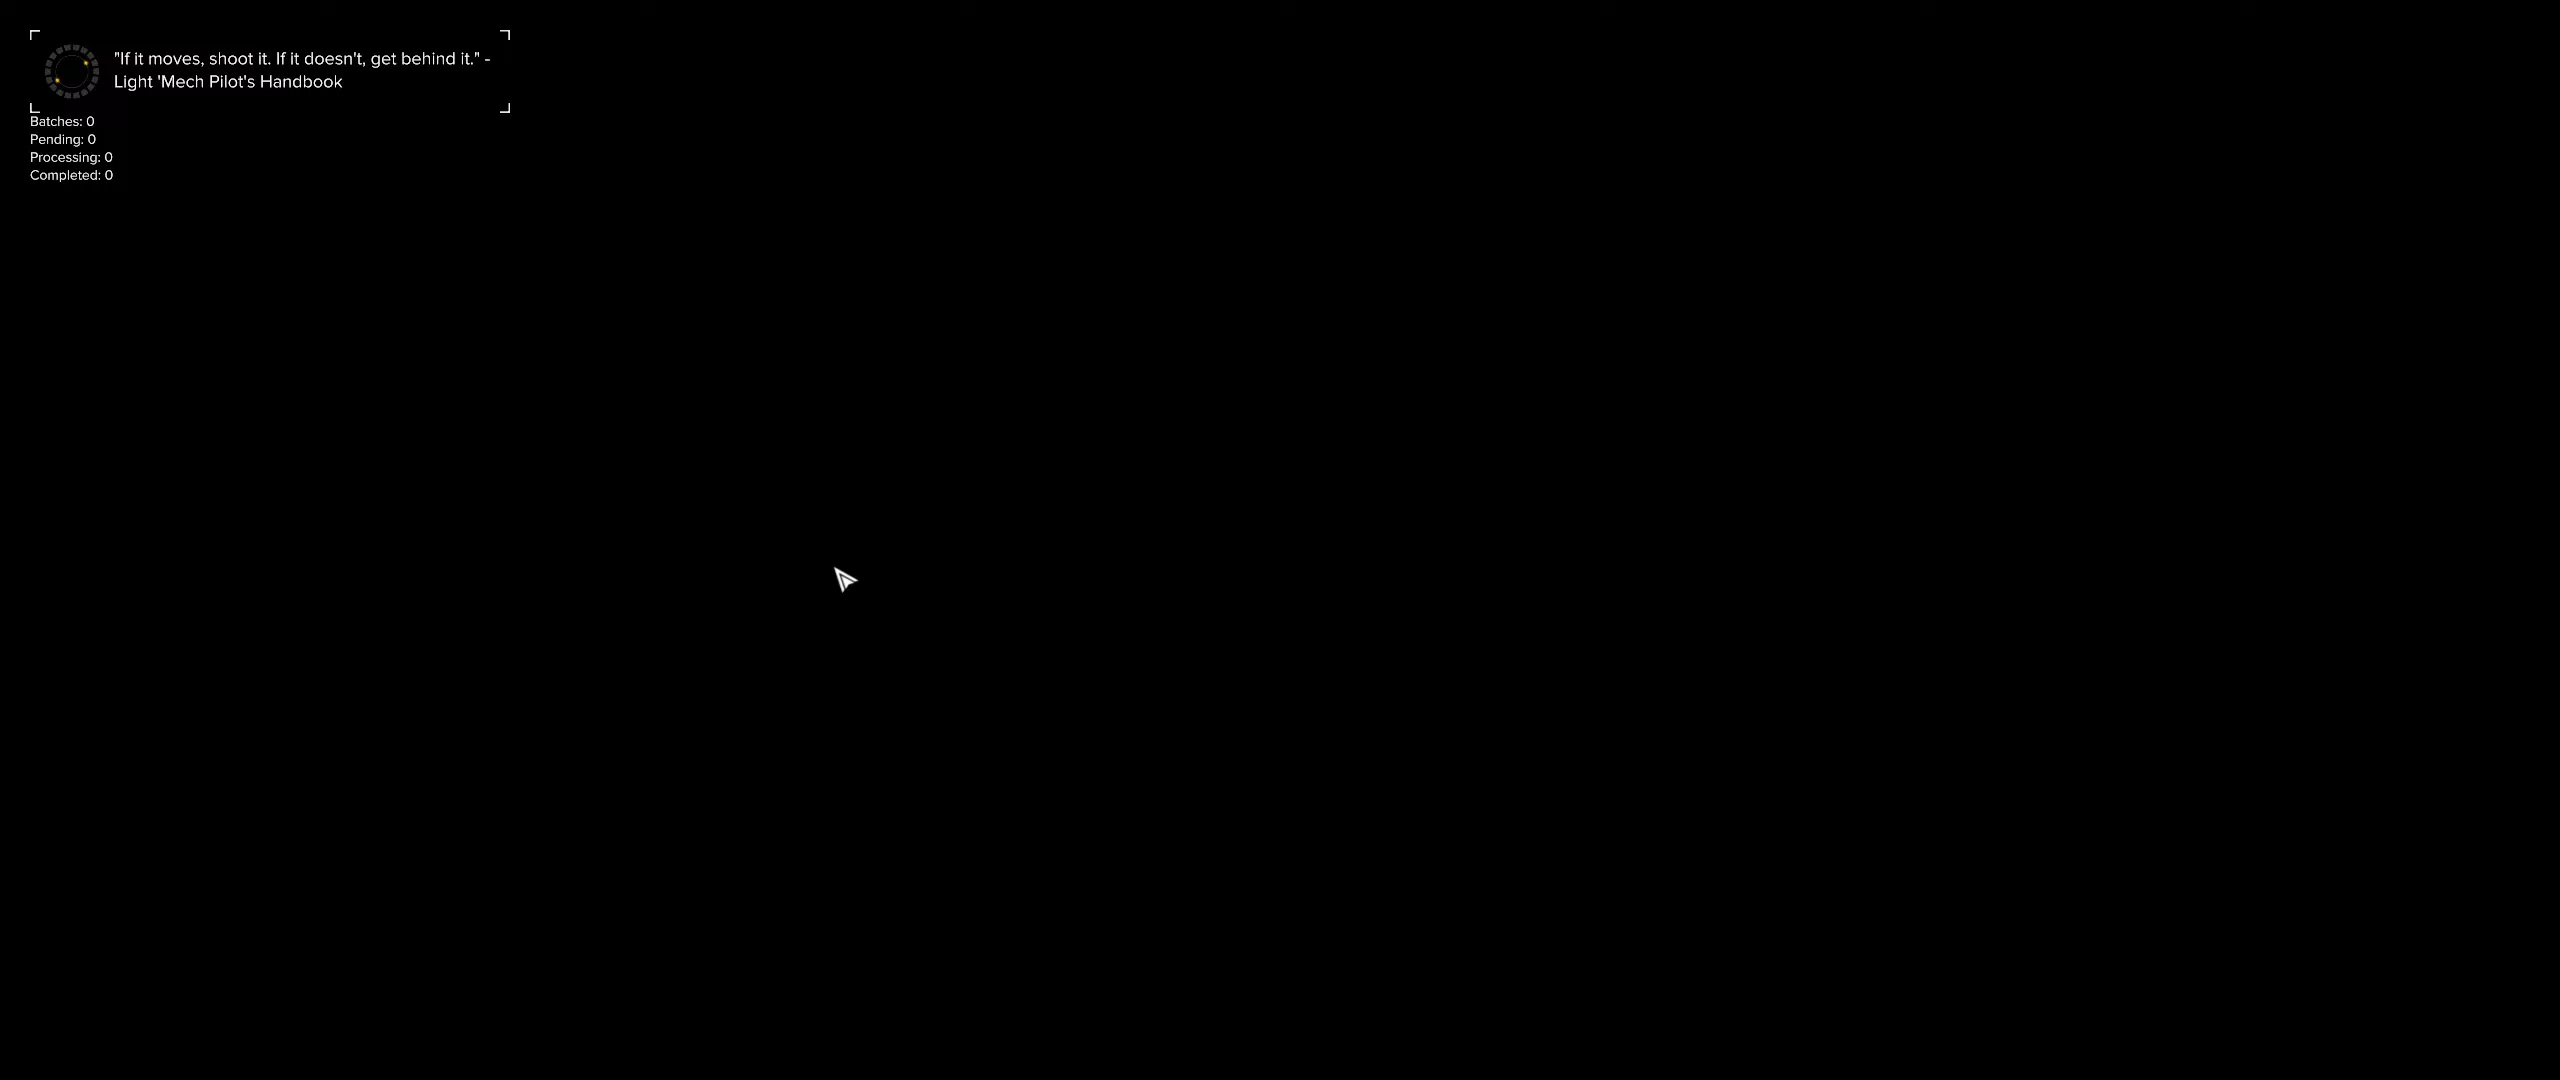 "If it moves, shoot it. If it doesn't, get behind it." -
Light 'Mech Pilot's Handbook
Batches: 0
Pending: 0
Processing: 0
Completed: 0